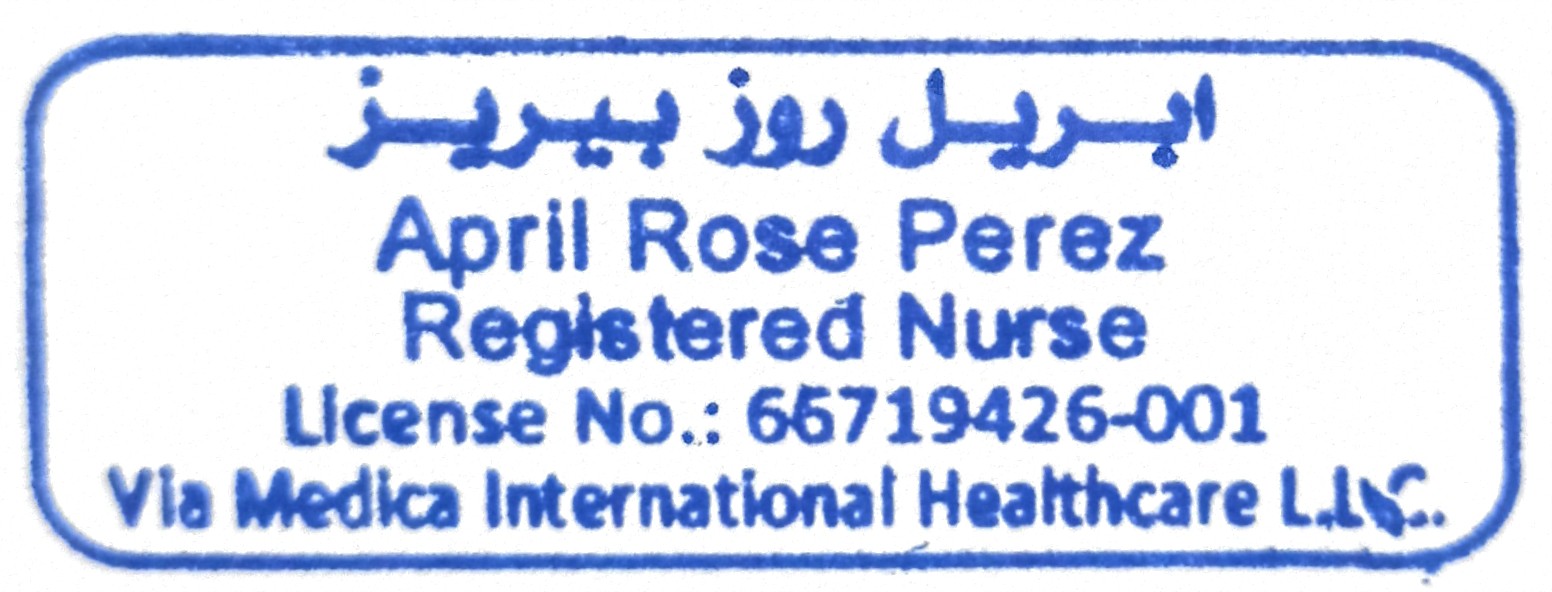 ابريل روز بيريز
April Rose Perez
Registered Nurse
License No.: 66719426-001
Via Medica International Healthcare L.L.C.